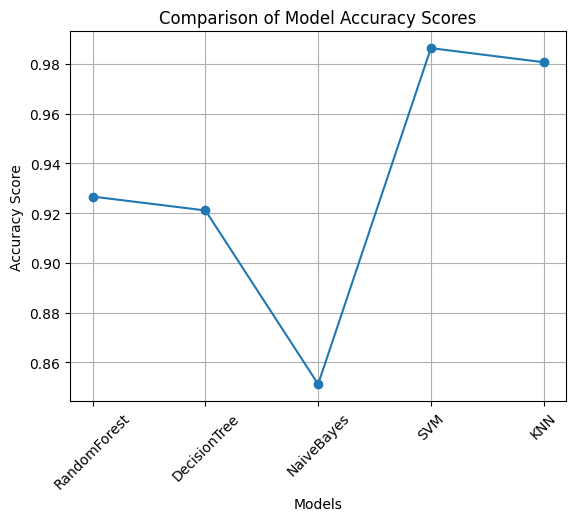 Comparison of Model Accuracy Scores
Accuracy Score
0.98
0.96
0.94
0.92
0.90
0.88
0.86
RandomForest
DecisionTree
NaiveBayes
SVM
KNN
Models